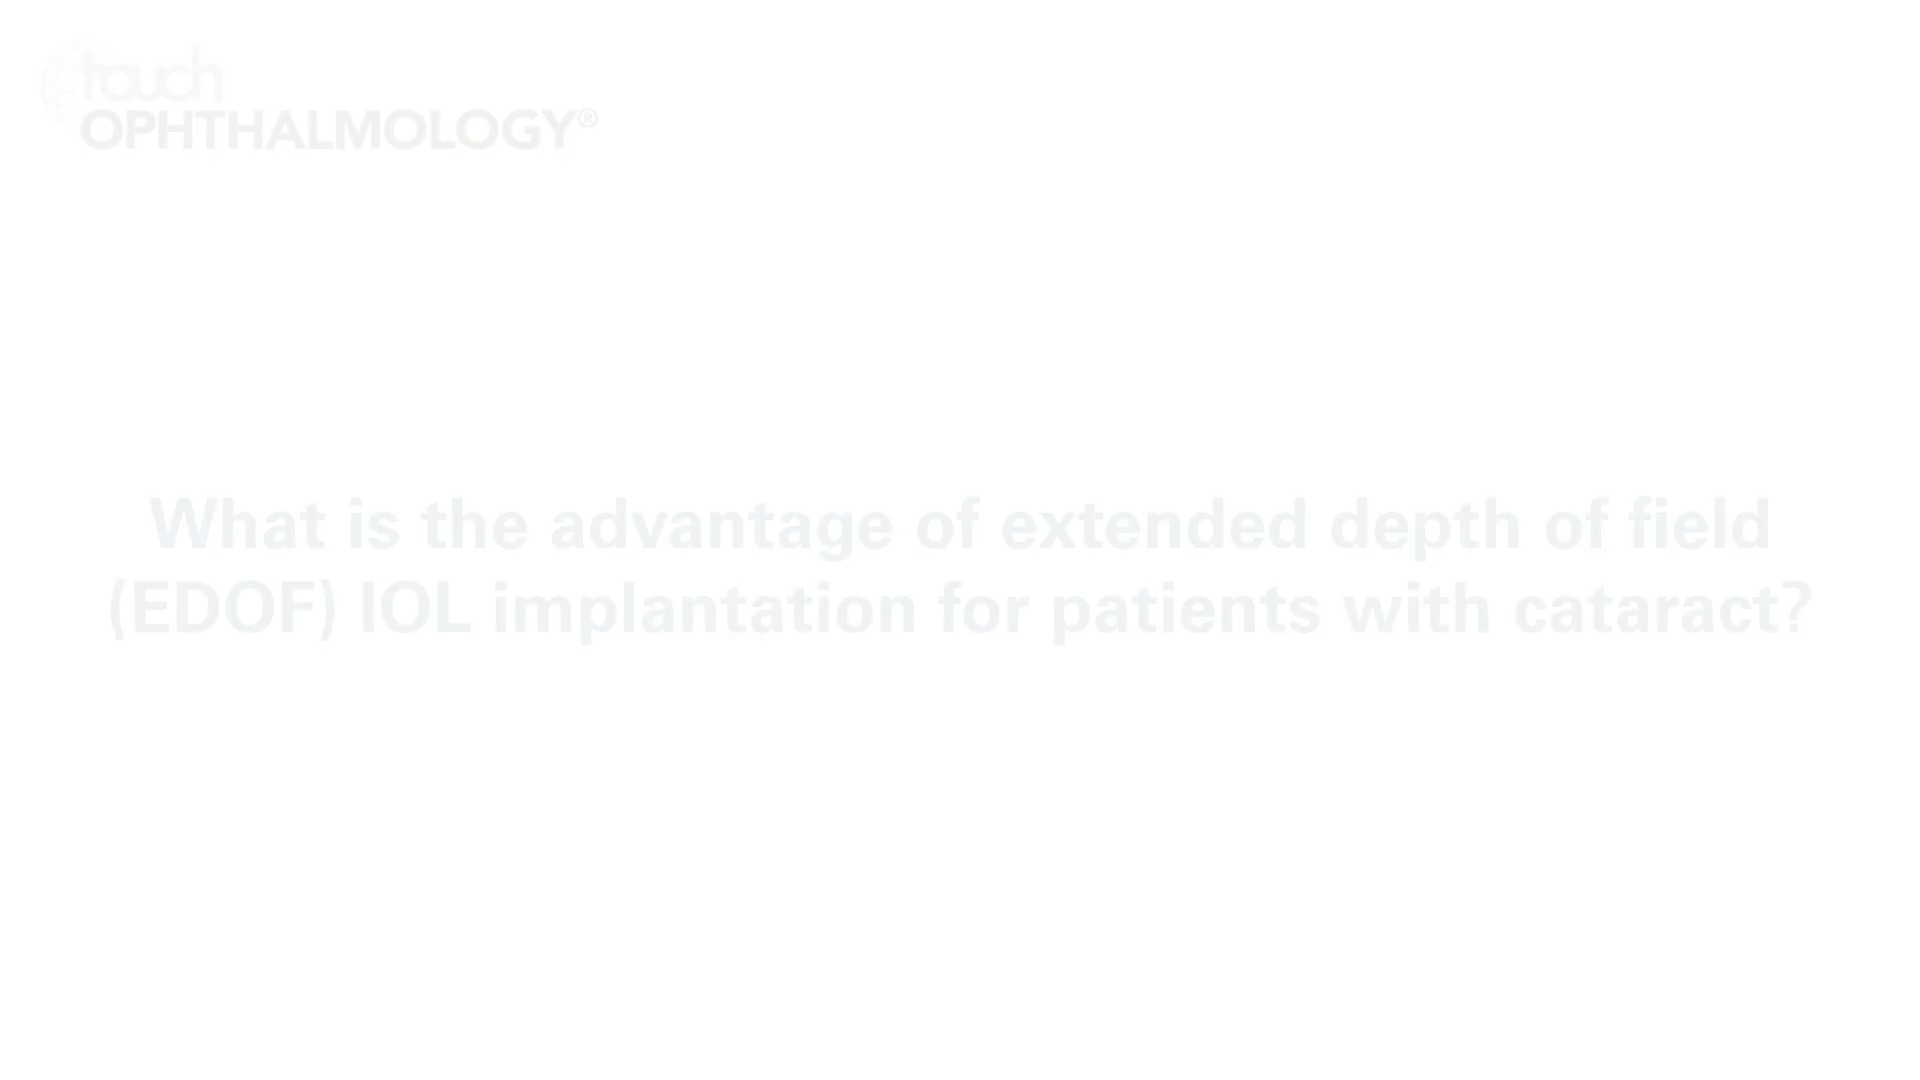 touch
OPHTHALMOLOGY®
What is the advantage of extended depth of field
(EDOF) IOL implantation for patients with cataract?